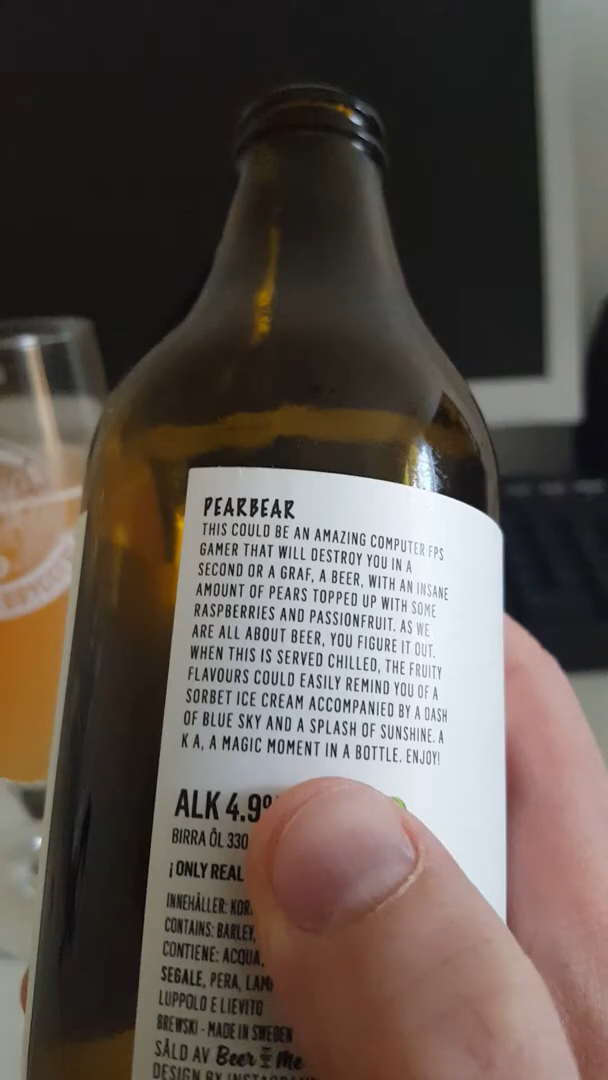 PEARBEAR
THIS COULD BE AN AMAZING COMPUTER FPS
GAMER THAT WILL DESTROY YOU IN A
SECOND OR A GRAF, A BEER, WITH AN INSANE
AMOUNT OF PEARS TOPPED UP WITH SOME
RASPBERRIES AND PASSIONFRUIT. AS WE
ARE ALL ABOUT BEER, YOU FIGURE IT OUT.
WHEN THIS IS SERVED CHILLED, THE FRUITY
FLAVOURS COULD EASILY REMIND YOU OF A
SORBET ICE CREAM ACCOMPANIED BY A DASH
OF BLUE SKY AND A SPLASH OF SUNSHINE. A
K A, A MAGIC MOMENT IN A BOTTLE. ENJOY!
ALK 4.9%
BIRRA ÖL 330
¡ONLY REAL
INNEHÅLLER:
CONTAINS: BARLEY,
CONTIENE: ACQUA,
SEGALE, PERA,
LUPPOLO E LIEVITO
BREWSKI - MADE IN SWEDEN
SÅLD AV Beer Me
DESIGN BY